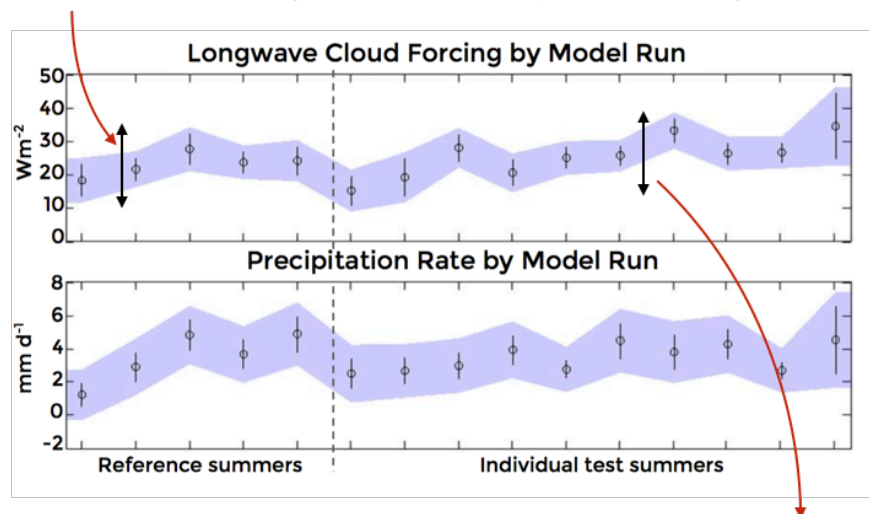 Longwave Cloud Forcing by Model Run
50
40
30
20
10
0
Wm-2
Precipitation Rate by Model Run
8
6
4
2
0
-2
mm d-1
Reference summers
Individual test summers